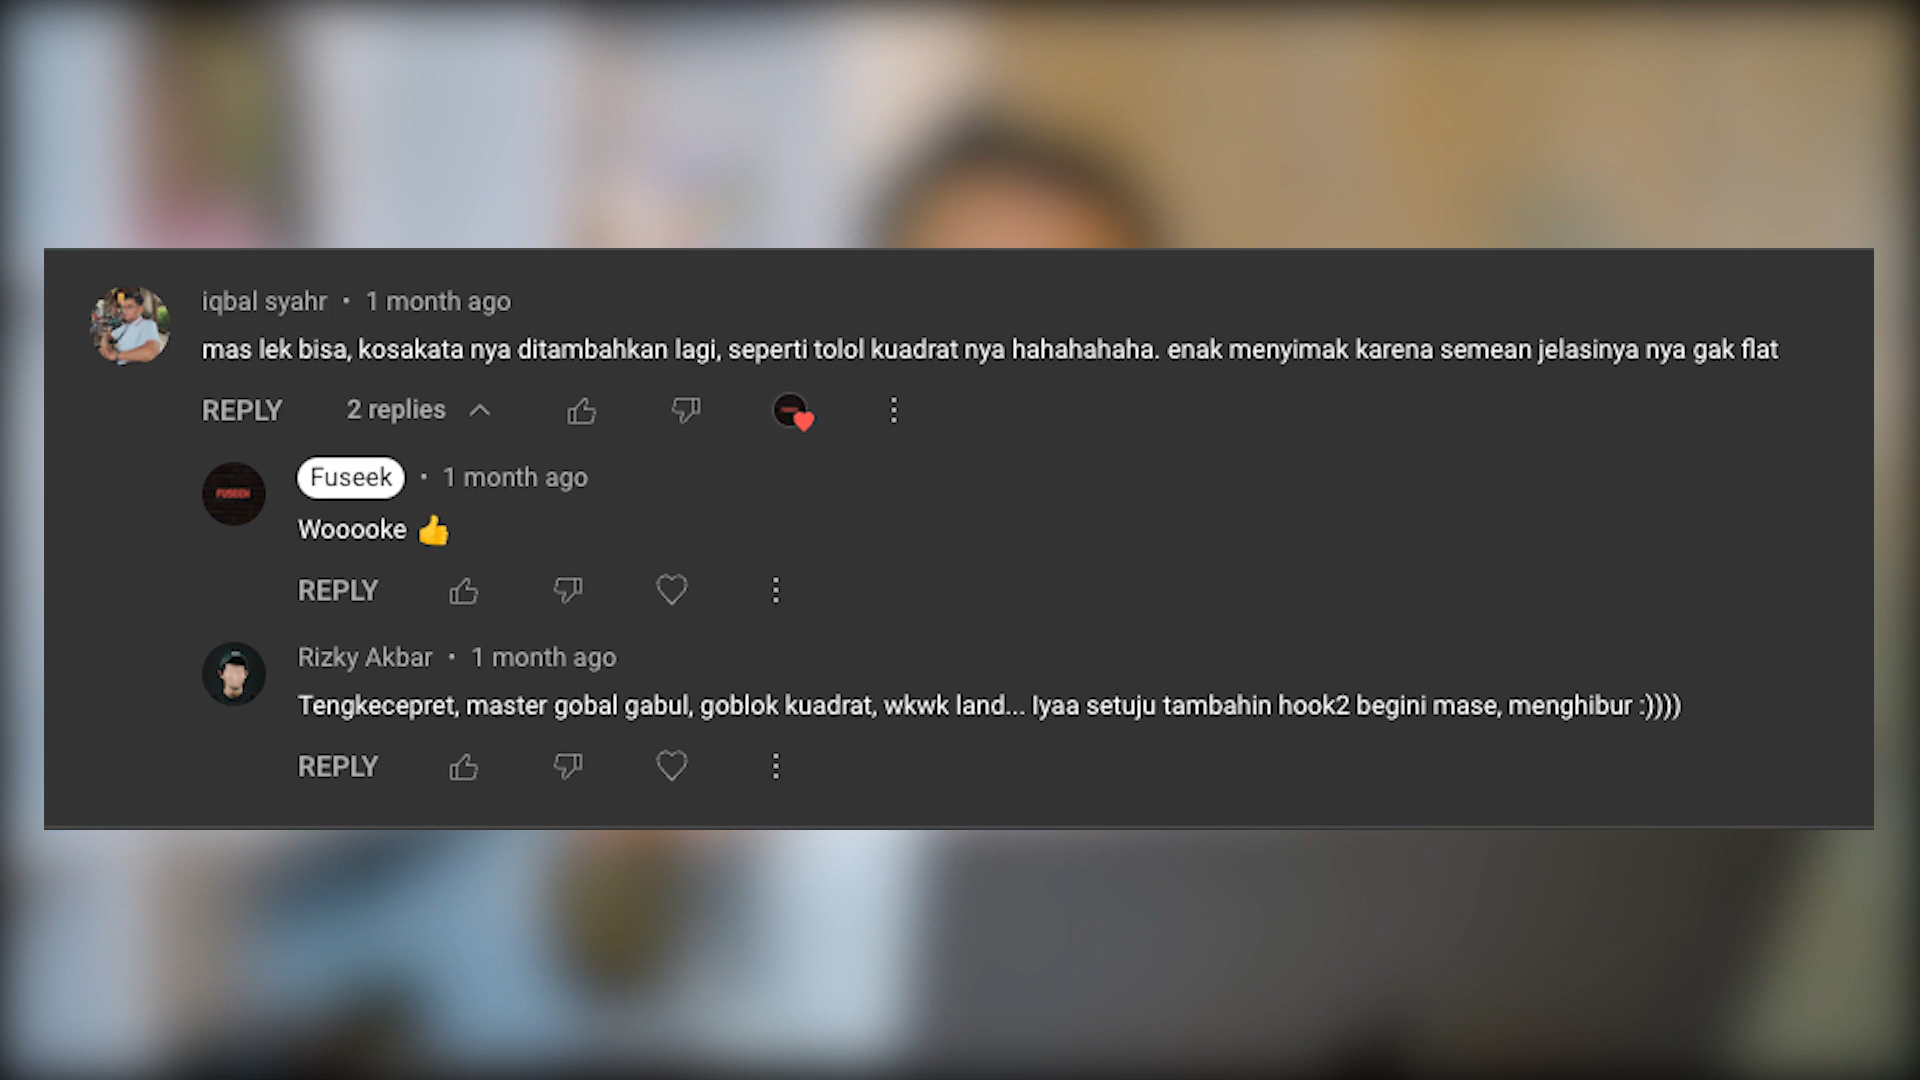 iqbal syahr • 1 month ago
mas lek bisa, kosakata nya ditambahkan lagi, seperti tolol kuadrat nya hahahahaha. enak menyimak karena semean jelasinya nya gak flat
REPLY 2 replies
FUSEEK
Fuseek • 1 month ago
Wooooke 👍
REPLY
Rizky Akbar • 1 month ago
Tengkecepret, master gobal gabul, goblok kuadrat, wkwk land... Iyaa setuju tambahin hook2 begini mase, menghibur :))))
REPLY